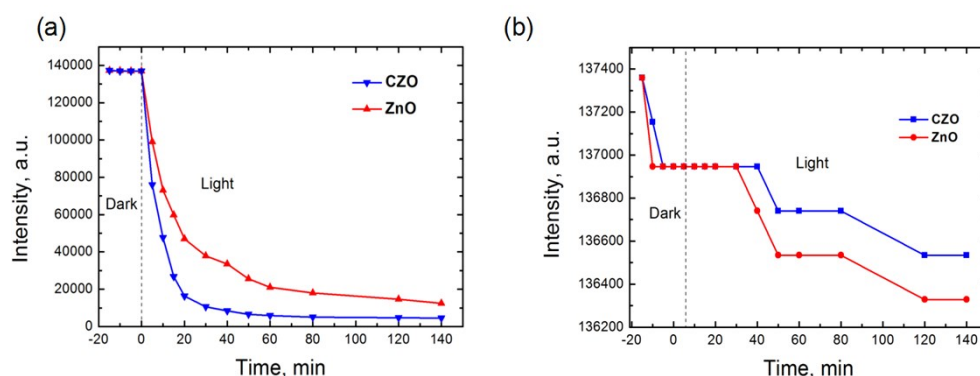 (a)
140000
120000
100000
80000
60000
40000
20000
0
Intensity, a.u.
CZO
ZnO
Dark
Light
-20 0 20 40 60 80 100 120 140
Time, min
(b)
137400
137200
137000
136800
136600
136400
136200
Intensity, a.u.
CZO
ZnO
Dark
Light
-20 0 20 40 60 80 100 120 140
Time, min